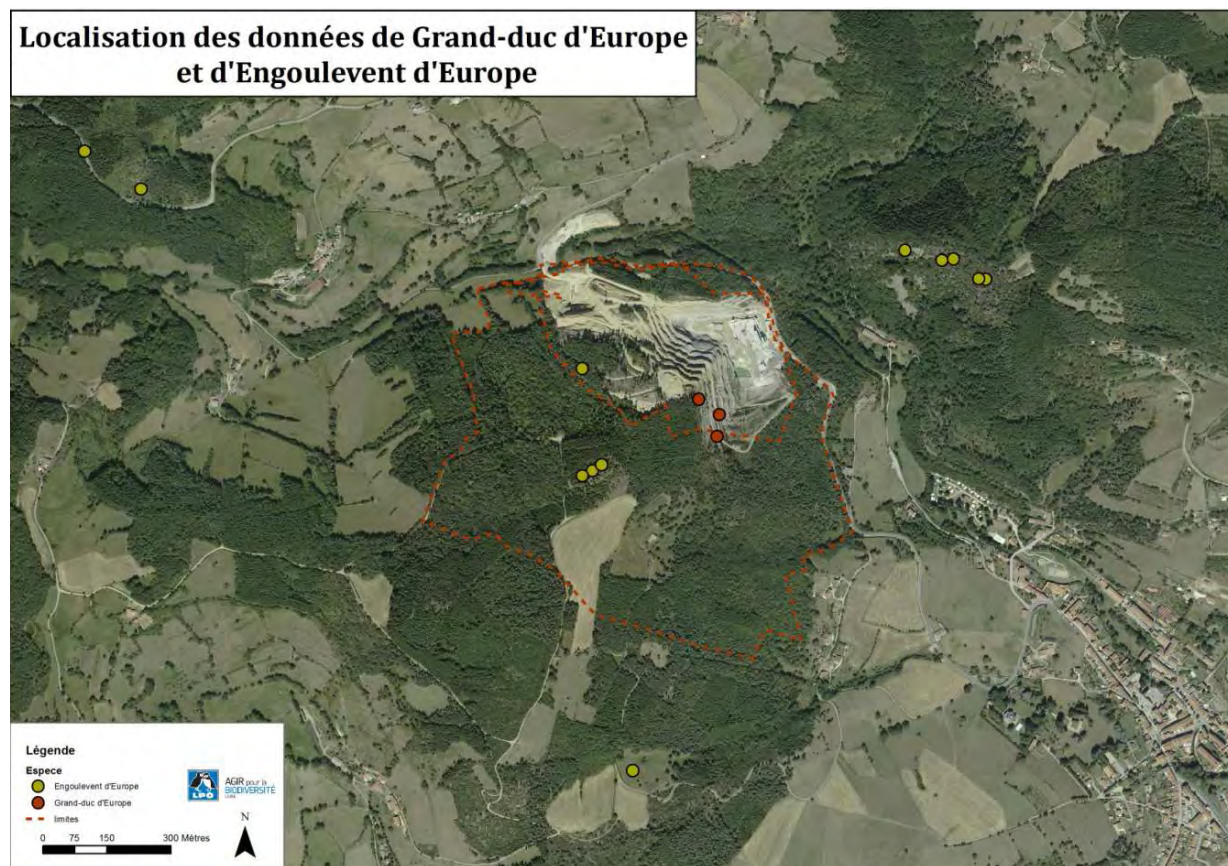 Localisation des données de Grand-duc d'Europe
et d'Engoulevent d'Europe
Légende
Espece
Engoulevent d'Europe
Grand-duc d'Europe
limites
0 75 150 300 Mètres
LPO
AGIR pour la
BIODIVERSITÉ
LOIRE
N